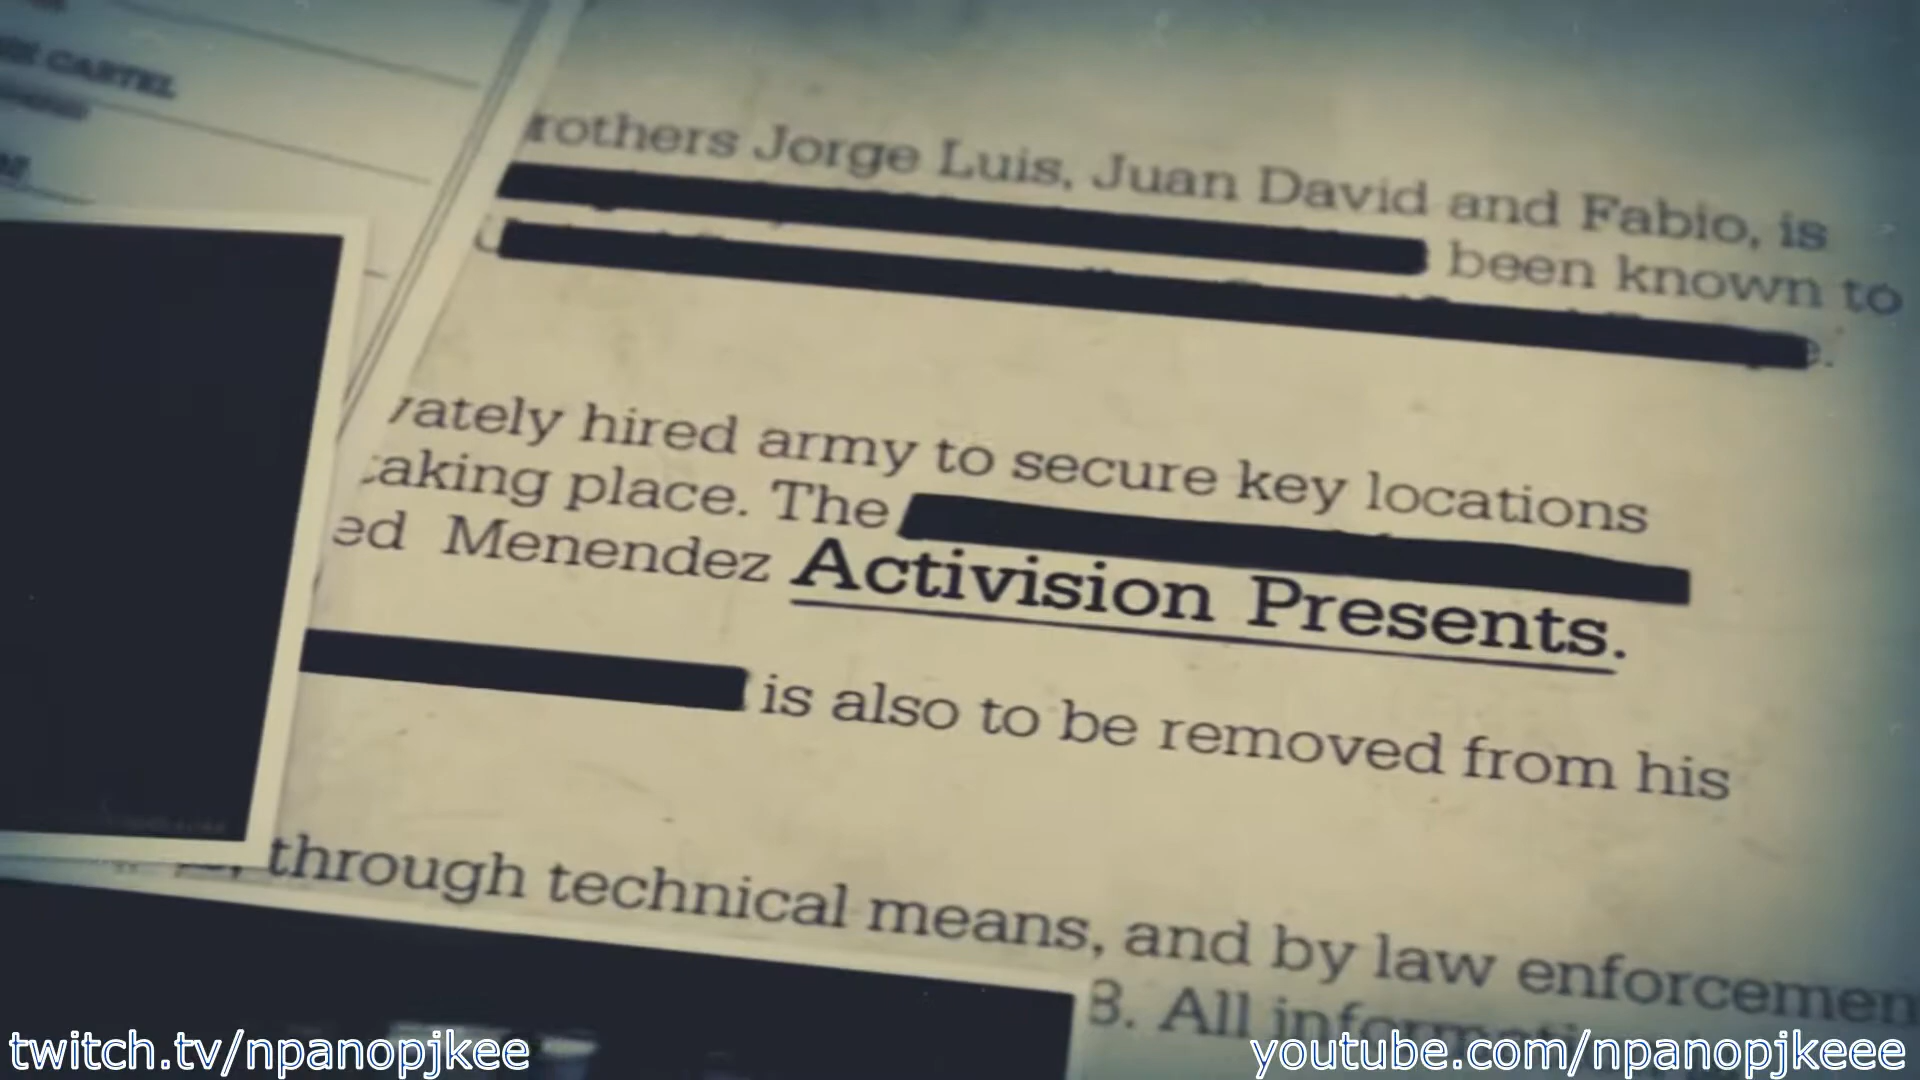 CARTEL
rothers Jorge Luis, Juan David and Fabio, is
been known to
e.
ately hired army to secure key locations
aking place. The
ed Menendez Activision Presents.
is also to be removed from his
through technical means, and by law enforcemen
8. All
twitch.tv/npanopjkee
youtube.com/npanopjkeee